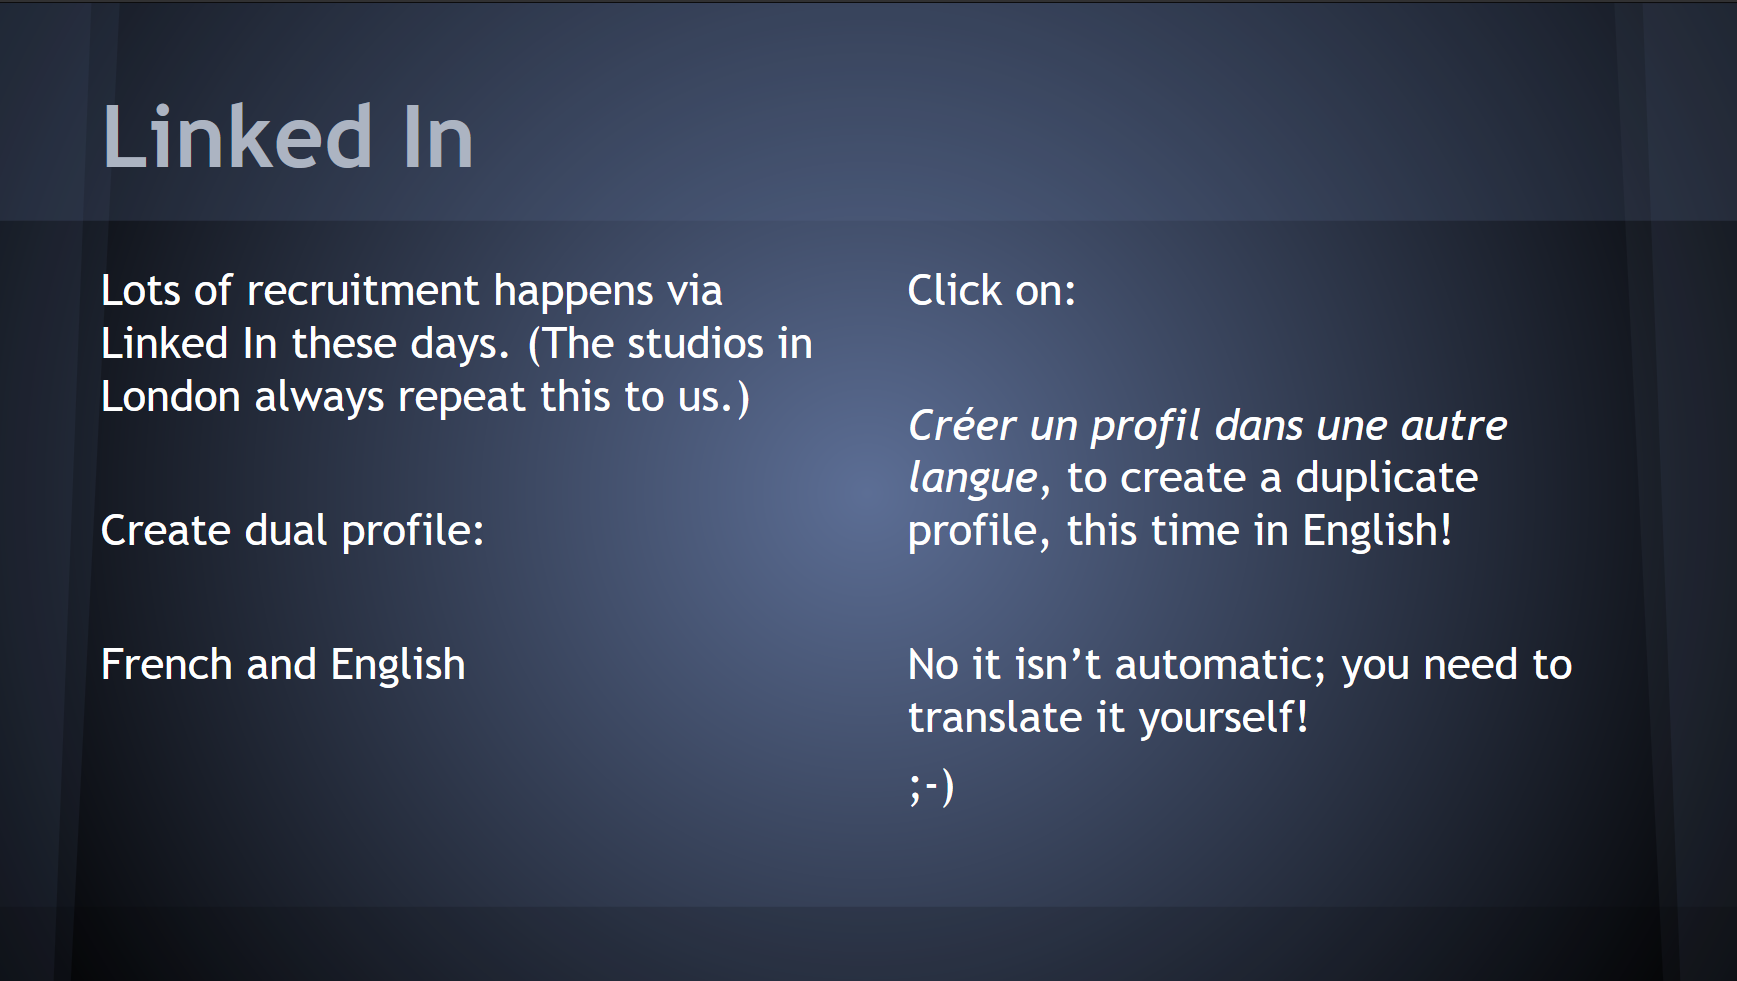 Linked In
Lots of recruitment happens via
Linked In these days. (The studios in
London always repeat this to us.)
Create dual profile:
French and English
Click on:
Créer un profil dans une autre
langue, to create a duplicate
profile, this time in English!
No it isn’t automatic; you need to
translate it yourself!
;-)